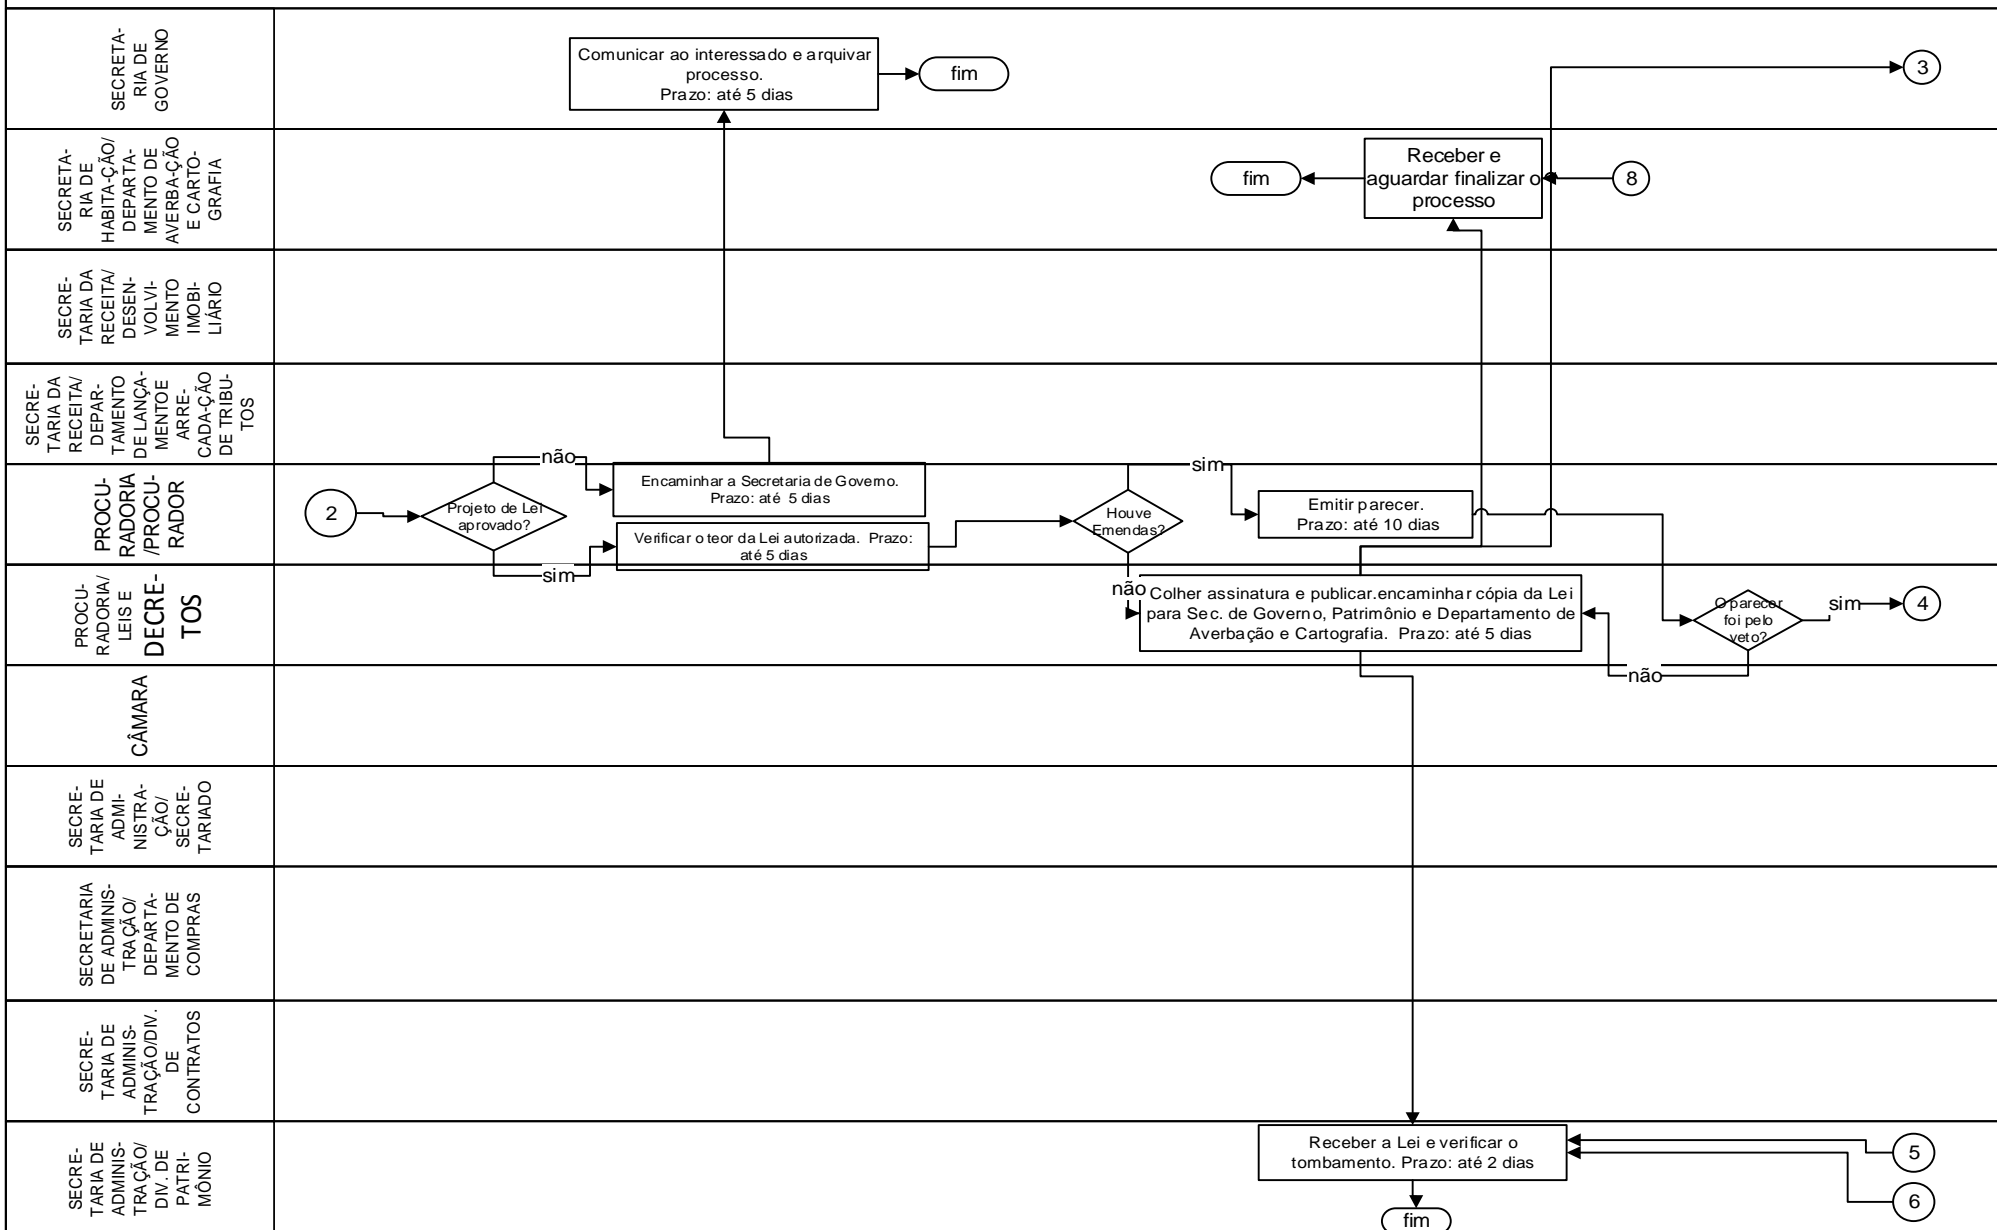 SECRETA-
RIA DE
GOVERNO
Comunicar ao interessado e arquivar
processo.
Prazo: até 5 dias
fim
3
SECRETA-
RIA DE
HABITA-ÇÃO/
DEPARTA-
MENTO DE
AVERBA-ÇÃO
E CARTO-
GRAFIA
fim
Receber e
aguardar finalizar o
processo
8
SECRE-
TARIA DA
RECEITA/
DESEN-
VOLVI-
MENTO
IMOBI-
LIÁRIO
SECRE-
TARIA DA
RECEITA/
DEPAR-
TAMENTO
DE LANÇA-
MENTO E
ARRE-
CADA-ÇÃO
DE TRIBU-
TOS
PROCU-
RADORIA
/PROCU-
RADOR
2
Projeto de Lei
aprovado?
não
sim
Encaminhar a Secretaria de Governo.
Prazo: até 5 dias
Verificar o teor da Lei autorizada. Prazo:
até 5 dias
Houve
Emendas?
sim
não
Emitir parecer.
Prazo: até 10 dias
PROCU-
RADORIA/
LEIS E
DECRE-
TOS
Colher assinatura e publicar.encaminhar cópia da Lei
para Sec. de Governo, Patrimônio e Departamento de
Averbação e Cartografia. Prazo: até 5 dias
O parecer
foi pelo
veto?
sim
4
não
CÂMARA
SECRE-
TARIA DE
ADMI-
NISTRA-
ÇÃO/
SECRE-
TARIADO
SECRETARIA
DE ADMINIS-
TRAÇÃO/
DEPARTA-
MENTO DE
COMPRAS
SECRE-
TARIA DE
ADMINIS-
TRAÇÃO/DIV.
DE
CONTRATOS
SECRE-
TARIA DE
ADMINIS-
TRAÇÃO/
DIV. DE
PATRI-
MÔNIO
Receber a Lei e verificar o
tombamento. Prazo: até 2 dias
5
6
fim